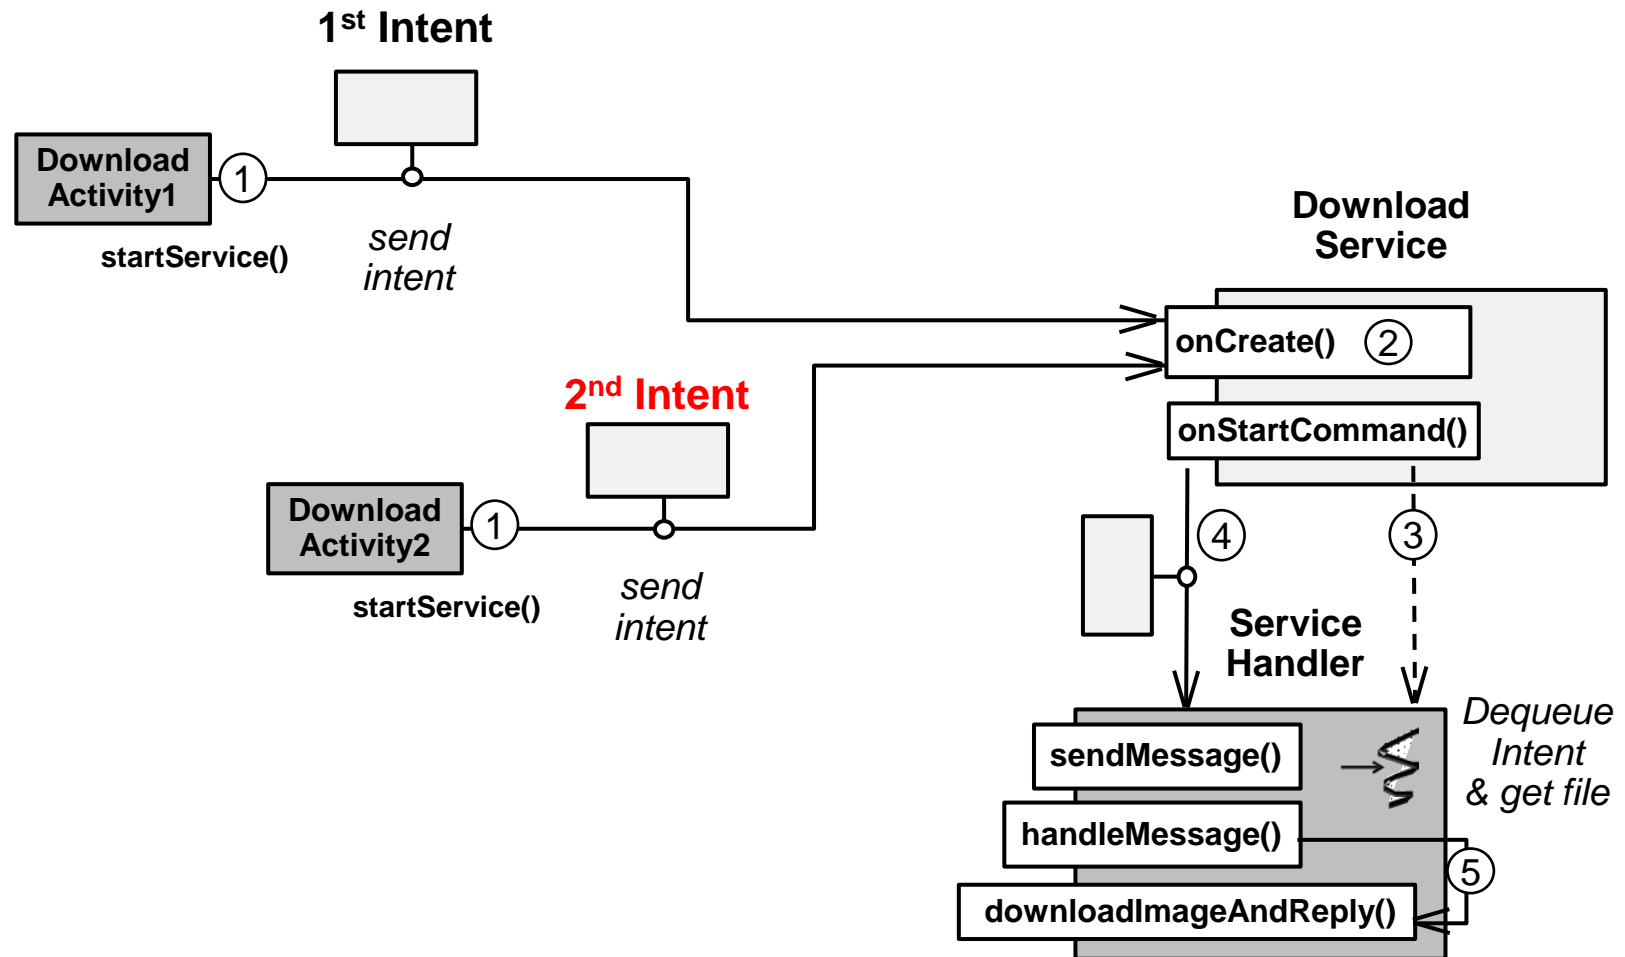 1st Intent
Download
Activity1
1
startService()
send
intent
Download
Service
onCreate()
2
onStartCommand()
2nd Intent
Download
Activity2
1
startService()
send
intent
4
3
Service
Handler
sendMessage()
Dequeue
Intent
& get file
handleMessage()
5
downloadImageAndReply()